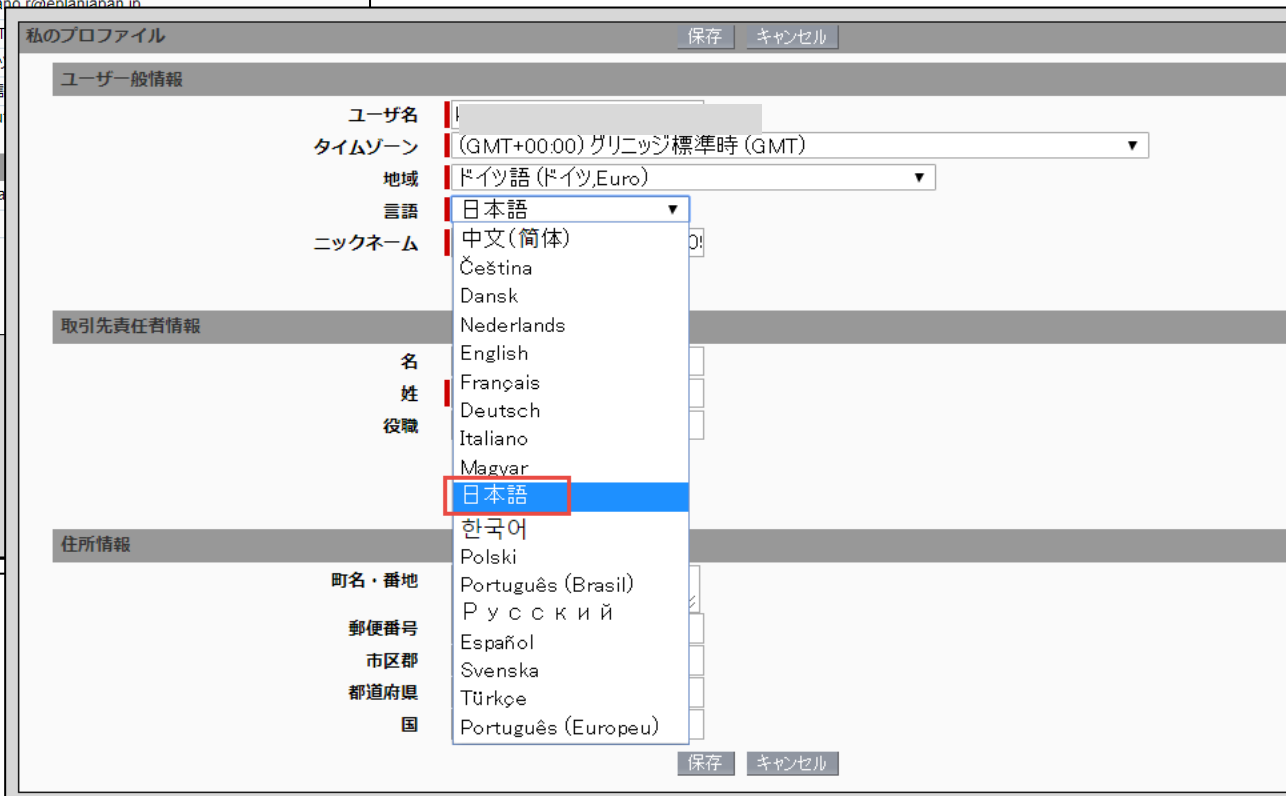 ano.r@eplanjapan.jp
私のプロファイル 保存 キャンセル
ユーザー一般情報
ユーザ名
タイムゾーン (GMT+00:00) グリニッジ標準時 (GMT)
地域 ドイツ語 (ドイツ,Euro)
言語 日本語
ニックネーム
中文(简体)
Čeština
Dansk
Nederlands
English
Français
Deutsch
Italiano
Magyar
日本語
한국어
Polski
Português (Brasil)
Русский
Español
Svenska
Türkçe
Português (Europeu)
取引先責任者情報
名
姓
役職
住所情報
町名・番地
郵便番号
市区郡
都道府県
国
保存 キャンセル